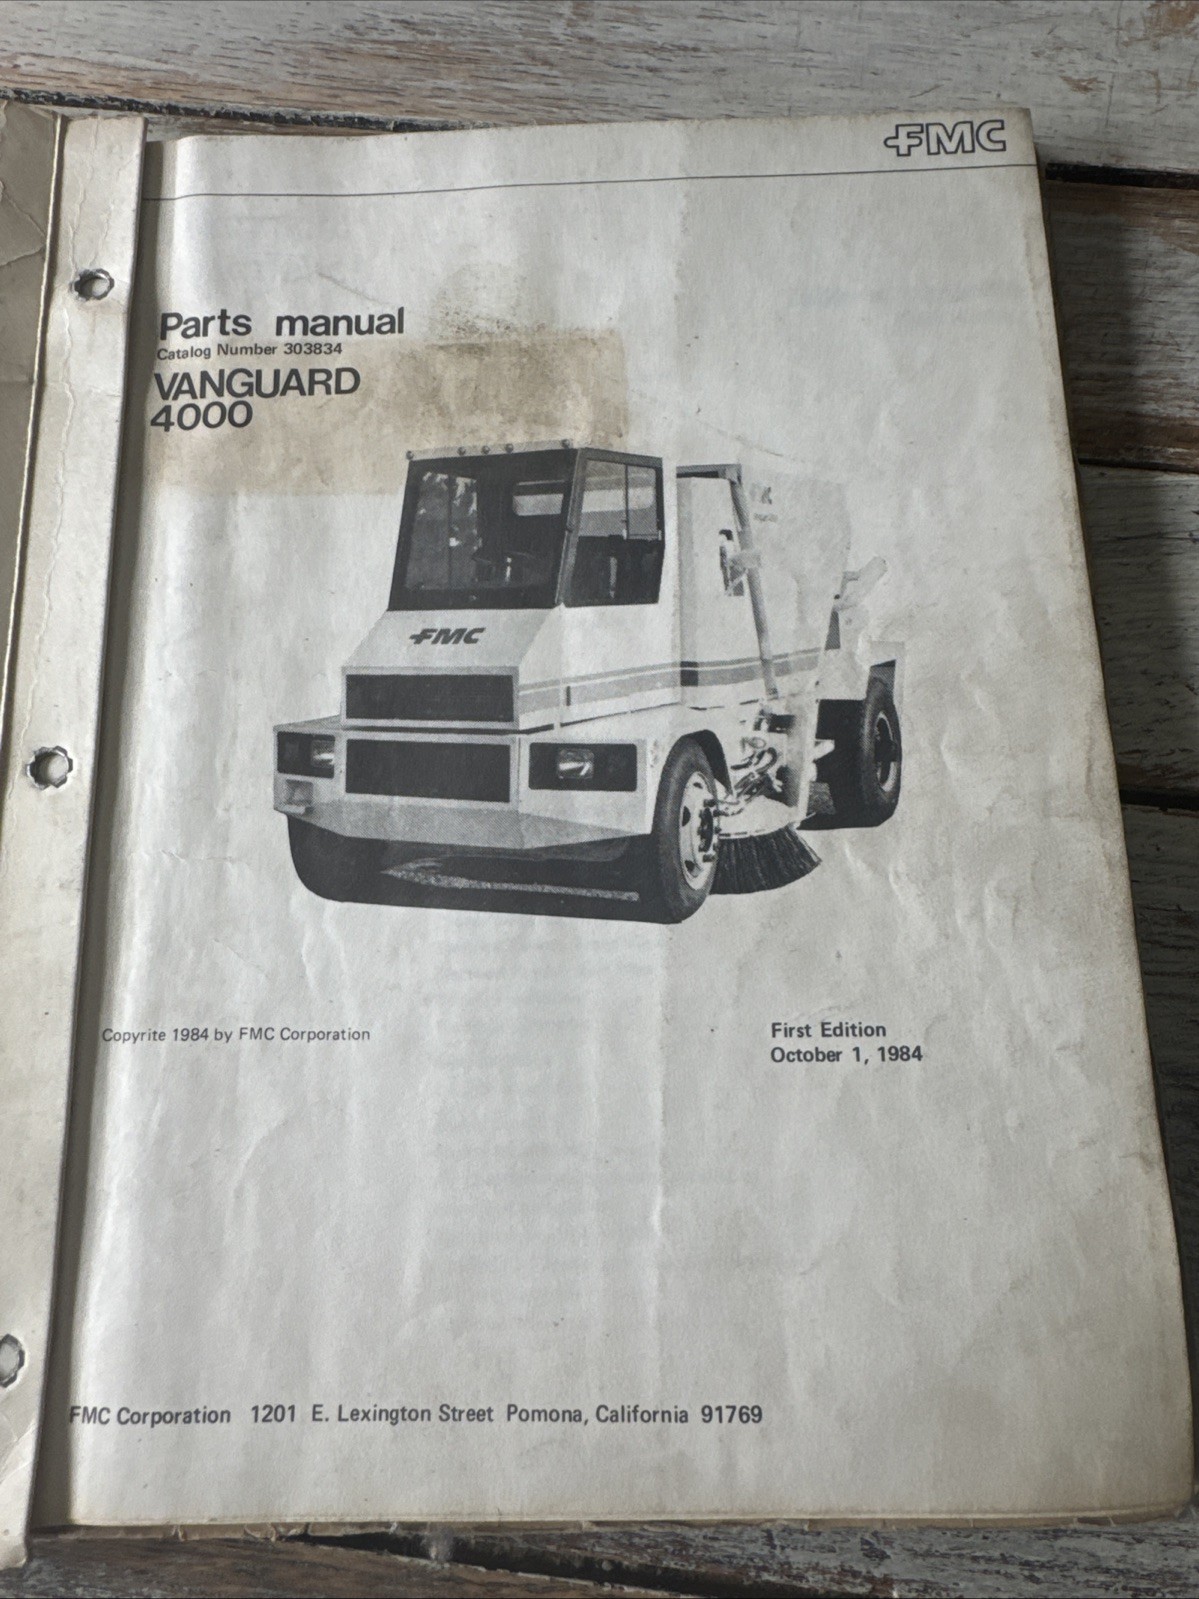 FMC
Parts manual
Catalog Number 303834
VANGUARD
4000
FMC
Copyrite 1984 by FMC Corporation
First Edition
October 1, 1984
FMC Corporation 1201 E. Lexington Street Pomona, California 91769